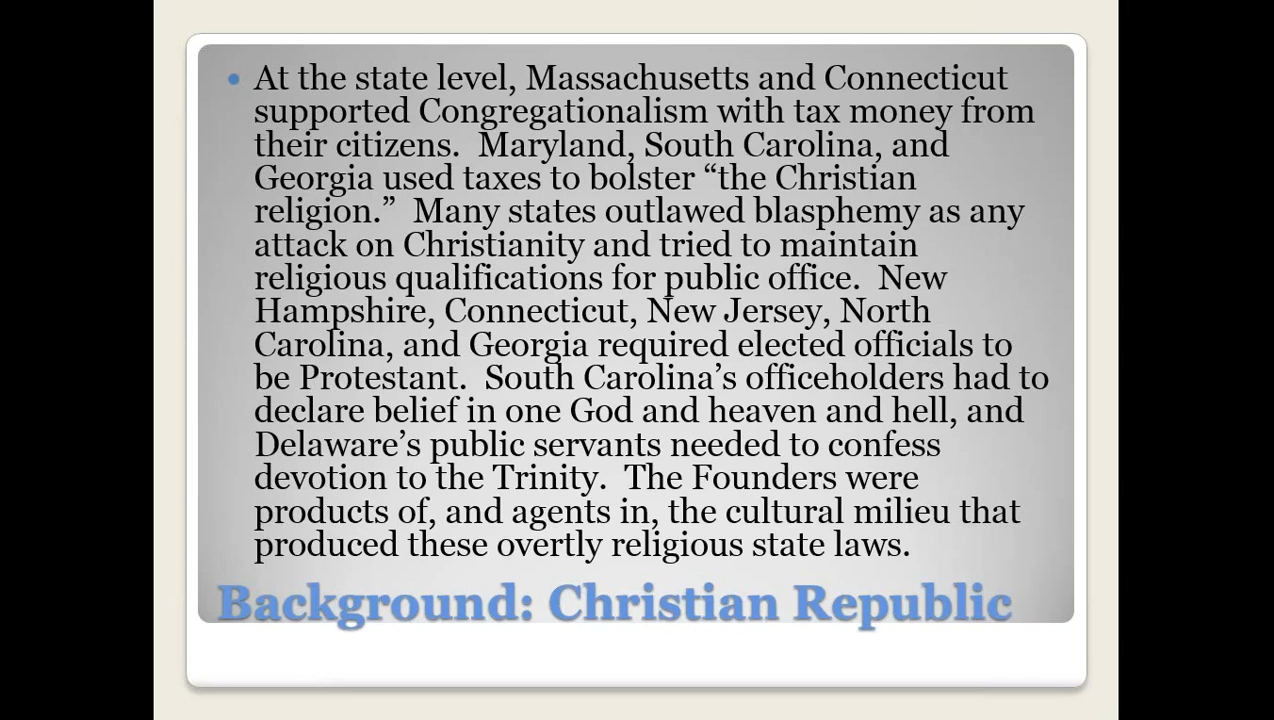 • At the state level, Massachusetts and Connecticut
supported Congregationalism with tax money from
their citizens.  Maryland, South Carolina, and
Georgia used taxes to bolster “the Christian
religion.”  Many states outlawed blasphemy as any
attack on Christianity and tried to maintain
religious qualifications for public office.  New
Hampshire, Connecticut, New Jersey, North
Carolina, and Georgia required elected officials to
be Protestant.  South Carolina’s officeholders had to
declare belief in one God and heaven and hell, and
Delaware’s public servants needed to confess
devotion to the Trinity.  The Founders were
products of, and agents in, the cultural milieu that
produced these overtly religious state laws.
Background: Christian Republic